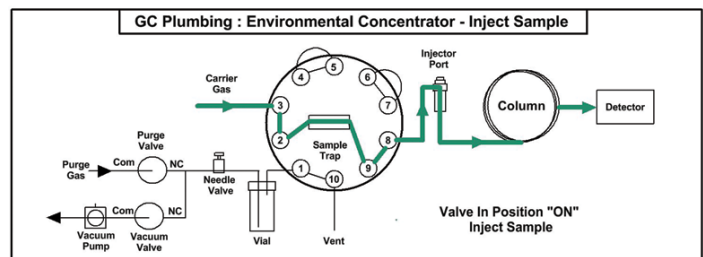 GC Plumbing : Environmental Concentrator - Inject Sample
Injector
Port
Carrier
Gas
5
4
6
3
7
Column
Detector
2
Sample
Trap
8
Purge
Valve
1
9
10
Purge
Gas
Com
NC
Needle
Valve
Com
NC
Vacuum
Pump
Vacuum
Valve
Vial
Vent
Valve In Position "ON"
Inject Sample